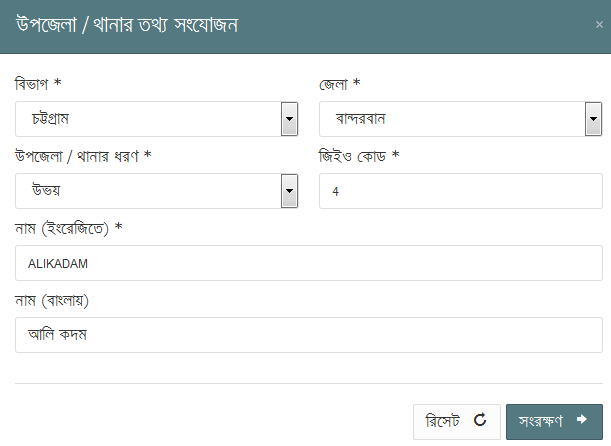 উপজেলা / থানার তথ্য সংযোজন ×
বিভাগ * জেলা *
চট্টগ্রাম বান্দরবান
উপজেলা / থানার ধরণ * জিইও কোড *
উভয় 4
নাম (ইংরেজিতে) *
ALIKADAM
নাম (বাংলায়)
আলি কদম
রিসেট সংরক্ষণ